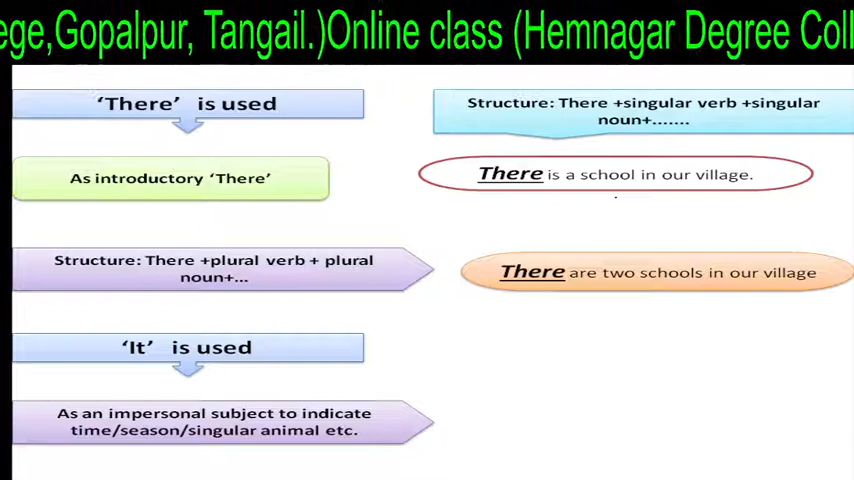 ege,Gopalpur, Tangail.)Online class (Hemnagar Degree Coll
‘There’ is used
Structure: There +singular verb +singular
noun+.......
As introductory ‘There’
There is a school in our village.
Structure: There +plural verb + plural
noun+...
There are two schools in our village
‘It’ is used
As an impersonal subject to indicate
time/season/singular animal etc.